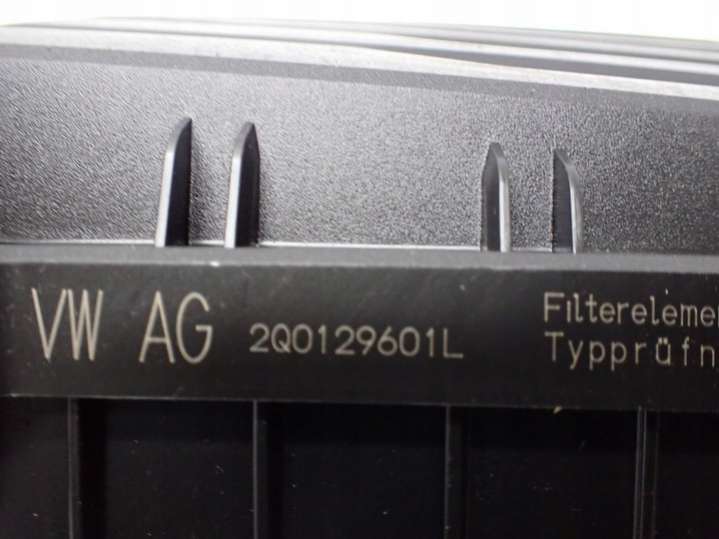 VW AG 2Q0129601L
Filtereleme
Typprüfn